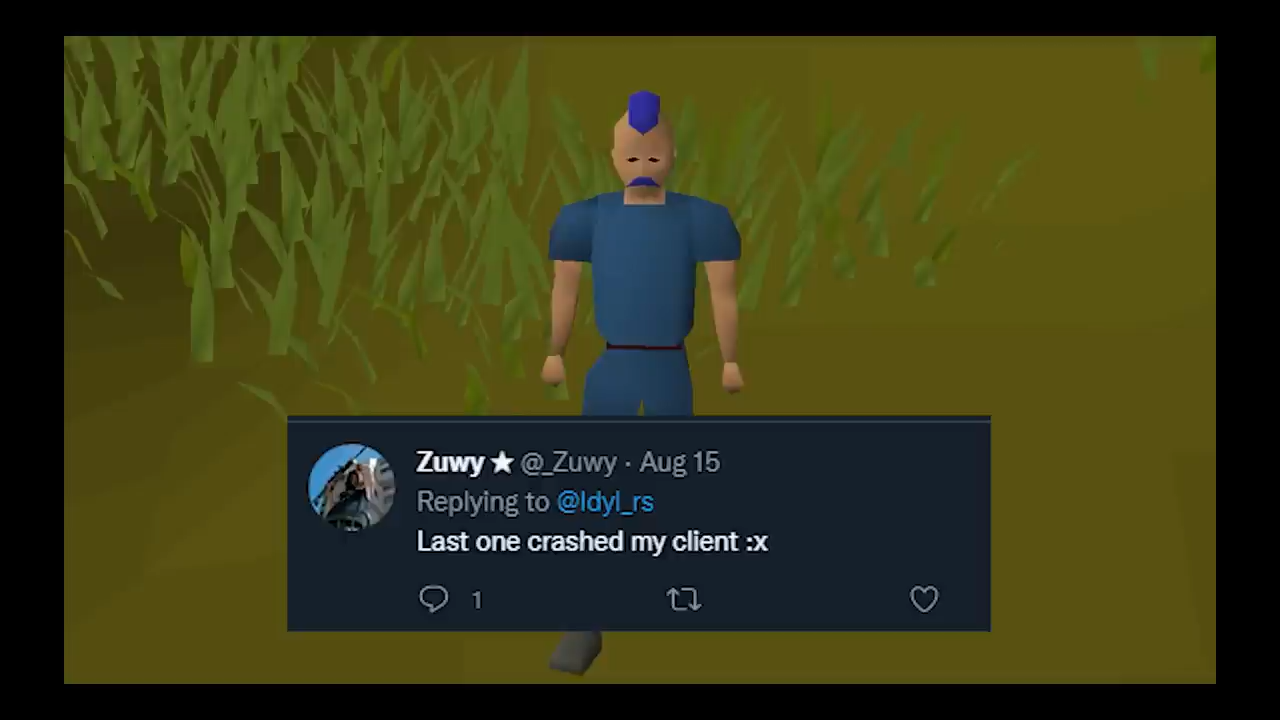 Zuwy ★ @_Zuwy · Aug 15
Replying to @Idyl_rs
Last one crashed my client :x
1